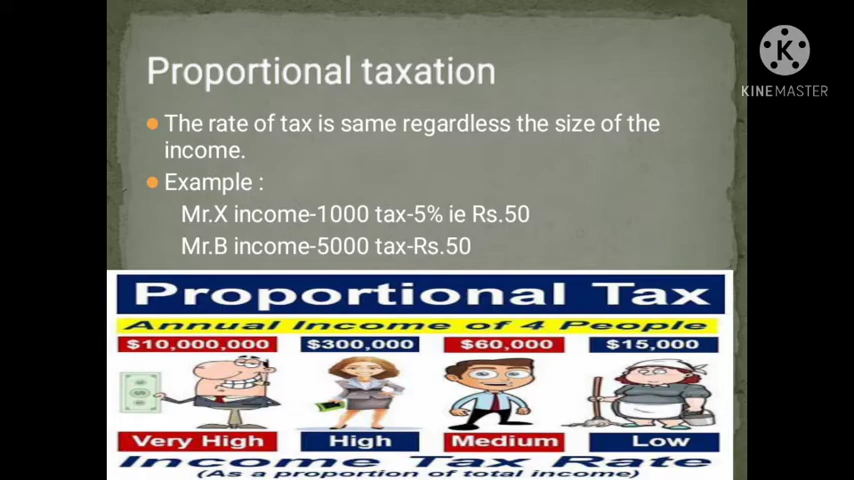 Proportional taxation
The rate of tax is same regardless the size of the
income.
Example :
Mr.X income-1000 tax-5% ie Rs.50
Mr.B income-5000 tax-Rs.50
Proportional Tax
Annual Income of 4 People
$10,000,000 $300,000 $60,000 $15,000
Very High High Medium Low
Income Tax Rate
(As a proportion of total income)
K
KINEMASTER